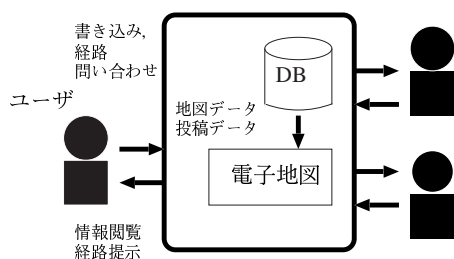 書き込み,
経路
問い合わせ
ユーザ
DB
地図データ
投稿データ
電子地図
情報閲覧
経路提示